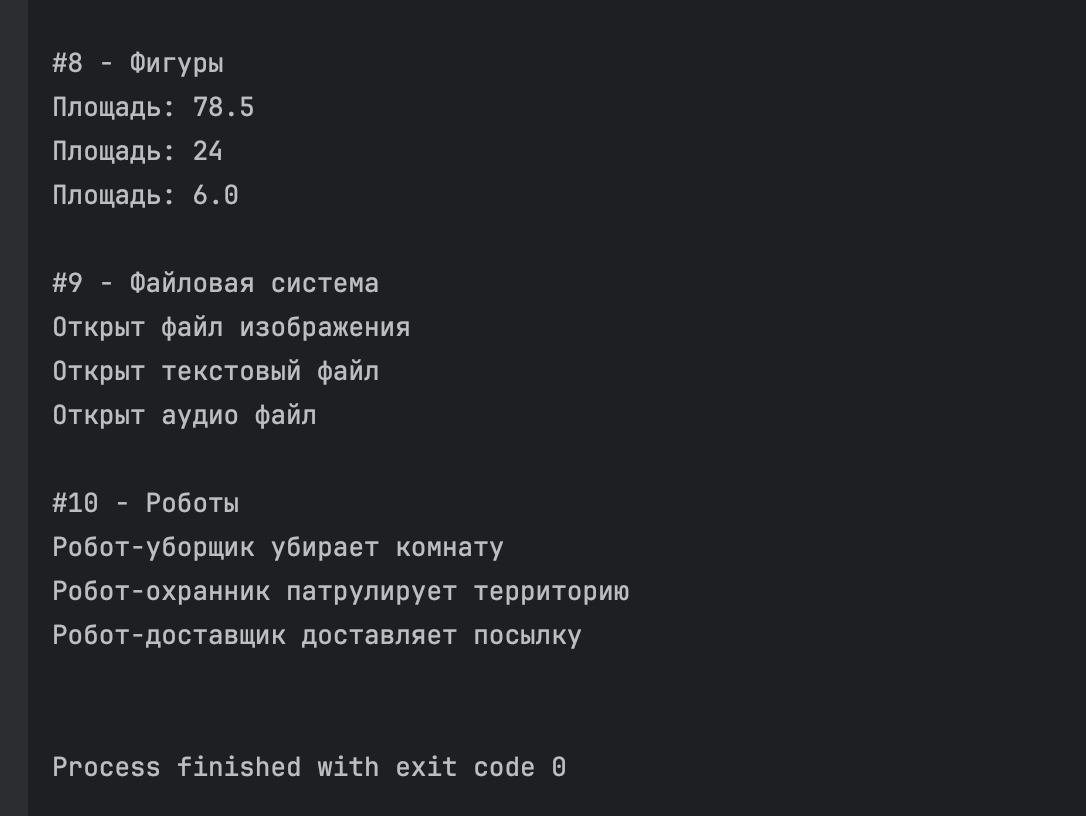 #8 - Фигуры
Площадь: 78.5
Площадь: 24
Площадь: 6.0
#9 - Файловая система
Открыт файл изображения
Открыт текстовый файл
Открыт аудио файл
#10 - Роботы
Робот-уборщик убирает комнату
Робот-охранник патрулирует территорию
Робот-доставщик доставляет посылку
Process finished with exit code 0